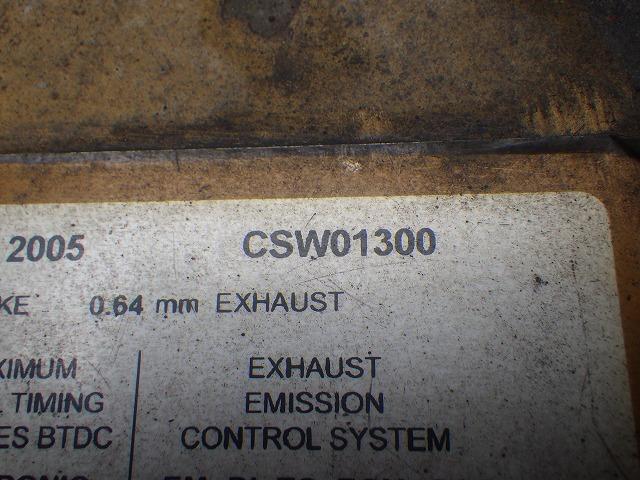 2005 CSW01300
KE 0.64 mm EXHAUST
XIMUM EXHAUST
TIMING EMISSION
ES BTDC CONTROL SYSTEM